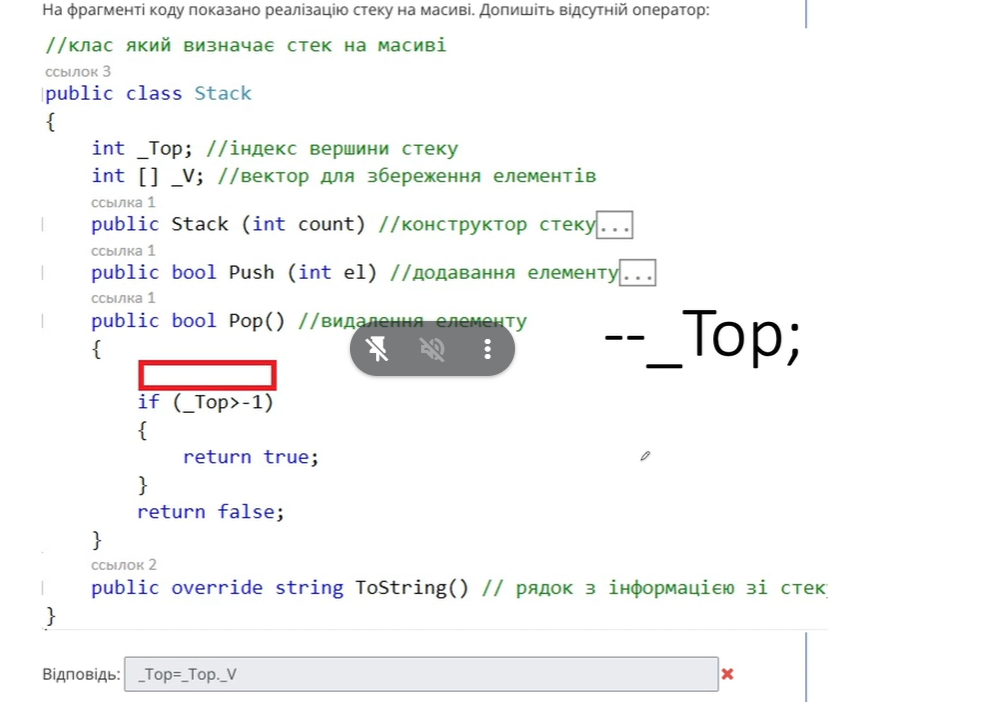 На фрагменті коду показано реалізацію стеку на масиві. Допишіть відсутній оператор:
//клас який визначає стек на масиві
ссылок 3
public class Stack
{
int _Top; //індекс вершини стеку
int [] _V; //вектор для збереження елементів
ссылка 1
public Stack (int count) //конструктор стеку...
ссылка 1
public bool Push (int el) //додавання елементу...
ссылка 1
public bool Pop() //видалення елементу
--_Top;
{
if (_Top>-1)
{
return true;
}
return false;
}
ссылок 2
public override string ToString() // рядок з інформацією зі стек
}
Відповідь: _Top=_Top._V